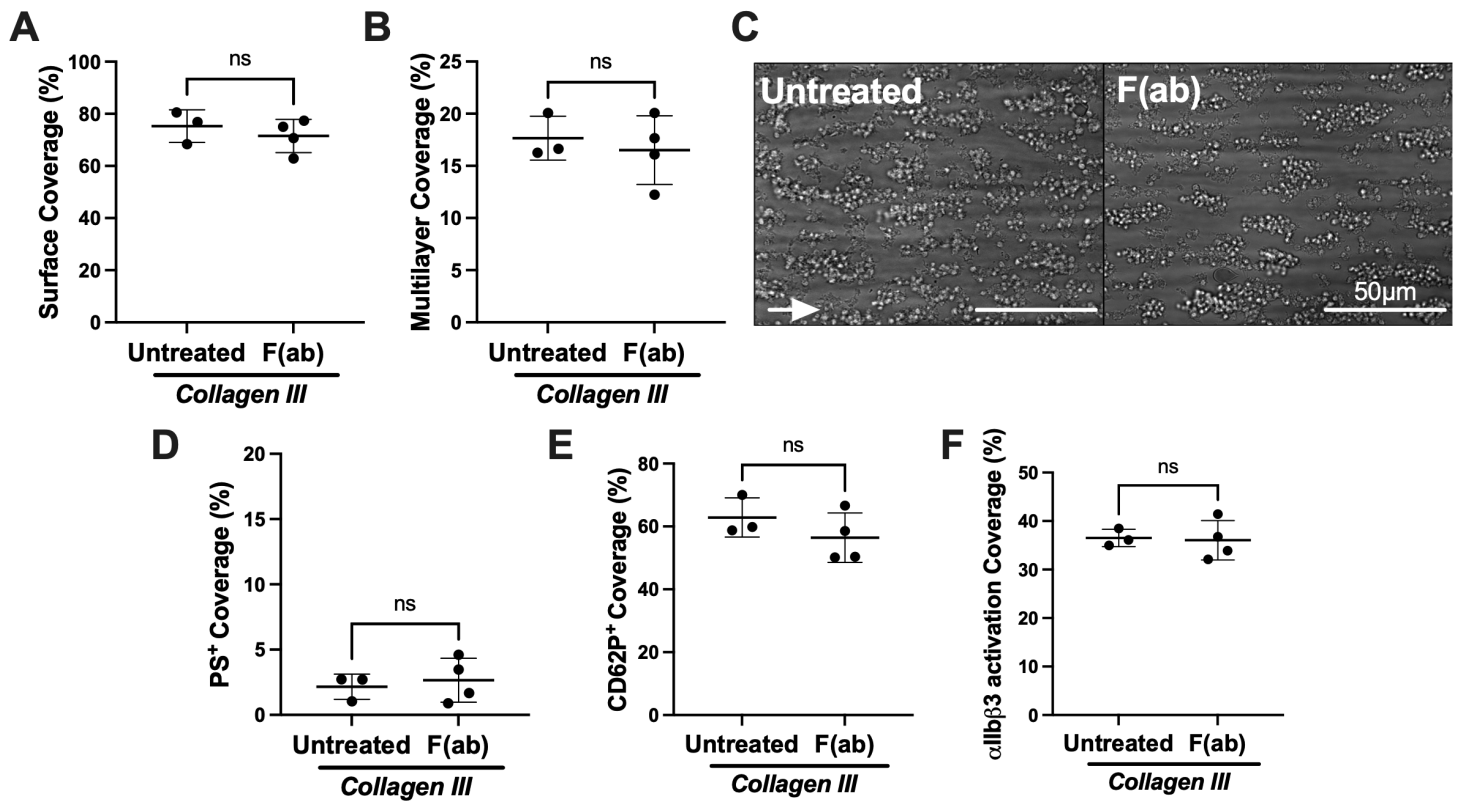 A
Surface Coverage (%)
100
80
60
40
20
0
ns
Untreated F(ab)
Collagen III
B
Multilayer Coverage (%)
25
20
15
10
5
0
ns
Untreated F(ab)
Collagen III
C
Untreated
F(ab)
50µm
D
PS+ Coverage (%)
20
15
10
5
0
ns
Untreated F(ab)
Collagen III
E
CD62P+ Coverage (%)
80
60
40
20
0
ns
Untreated F(ab)
Collagen III
F
αIIbβ3 activation Coverage (%)
50
40
30
20
10
0
ns
Untreated F(ab)
Collagen III